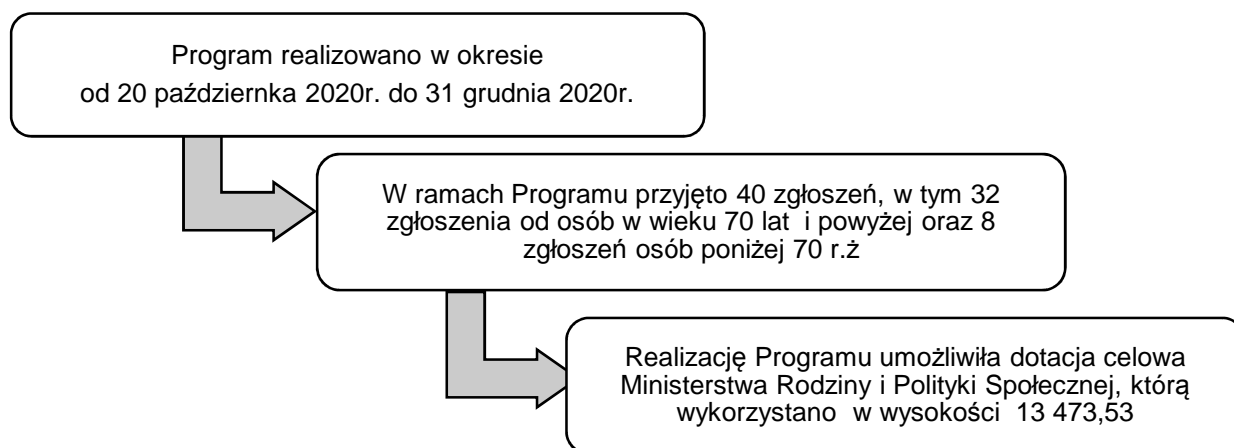 Program realizowano w okresie
od 20 października 2020r. do 31 grudnia 2020r.
W ramach Programu przyjęto 40 zgłoszeń, w tym 32
zgłoszenia od osób w wieku 70 lat i powyżej oraz 8
zgłoszeń osób poniżej 70 r.ż
Realizację Programu umożliwiła dotacja celowa
Ministerstwa Rodziny i Polityki Społecznej, którą
wykorzystano w wysokości 13 473,53